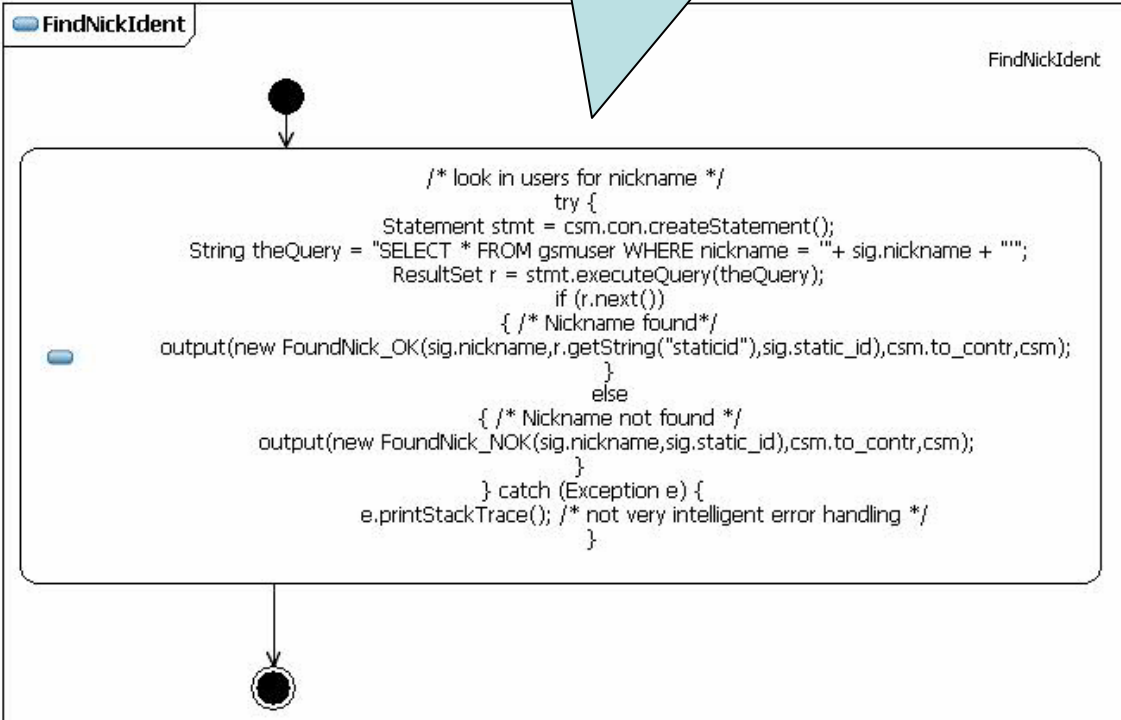 FindNickIdent
FindNickIdent
/* look in users for nickname */
try {
Statement stmt = csm.con.createStatement();
String theQuery = "SELECT * FROM gsmuser WHERE nickname = '"+ sig.nickname + "'";
ResultSet r = stmt.executeQuery(theQuery);
if (r.next())
{ /* Nickname found*/
output(new FoundNick_OK(sig.nickname,r.getString("staticid"),sig.static_id),csm.to_contr,csm);
}
else
{ /* Nickname not found */
output(new FoundNick_NOK(sig.nickname,sig.static_id),csm.to_contr,csm);
}
} catch (Exception e) {
e.printStackTrace(); /* not very intelligent error handling */
}